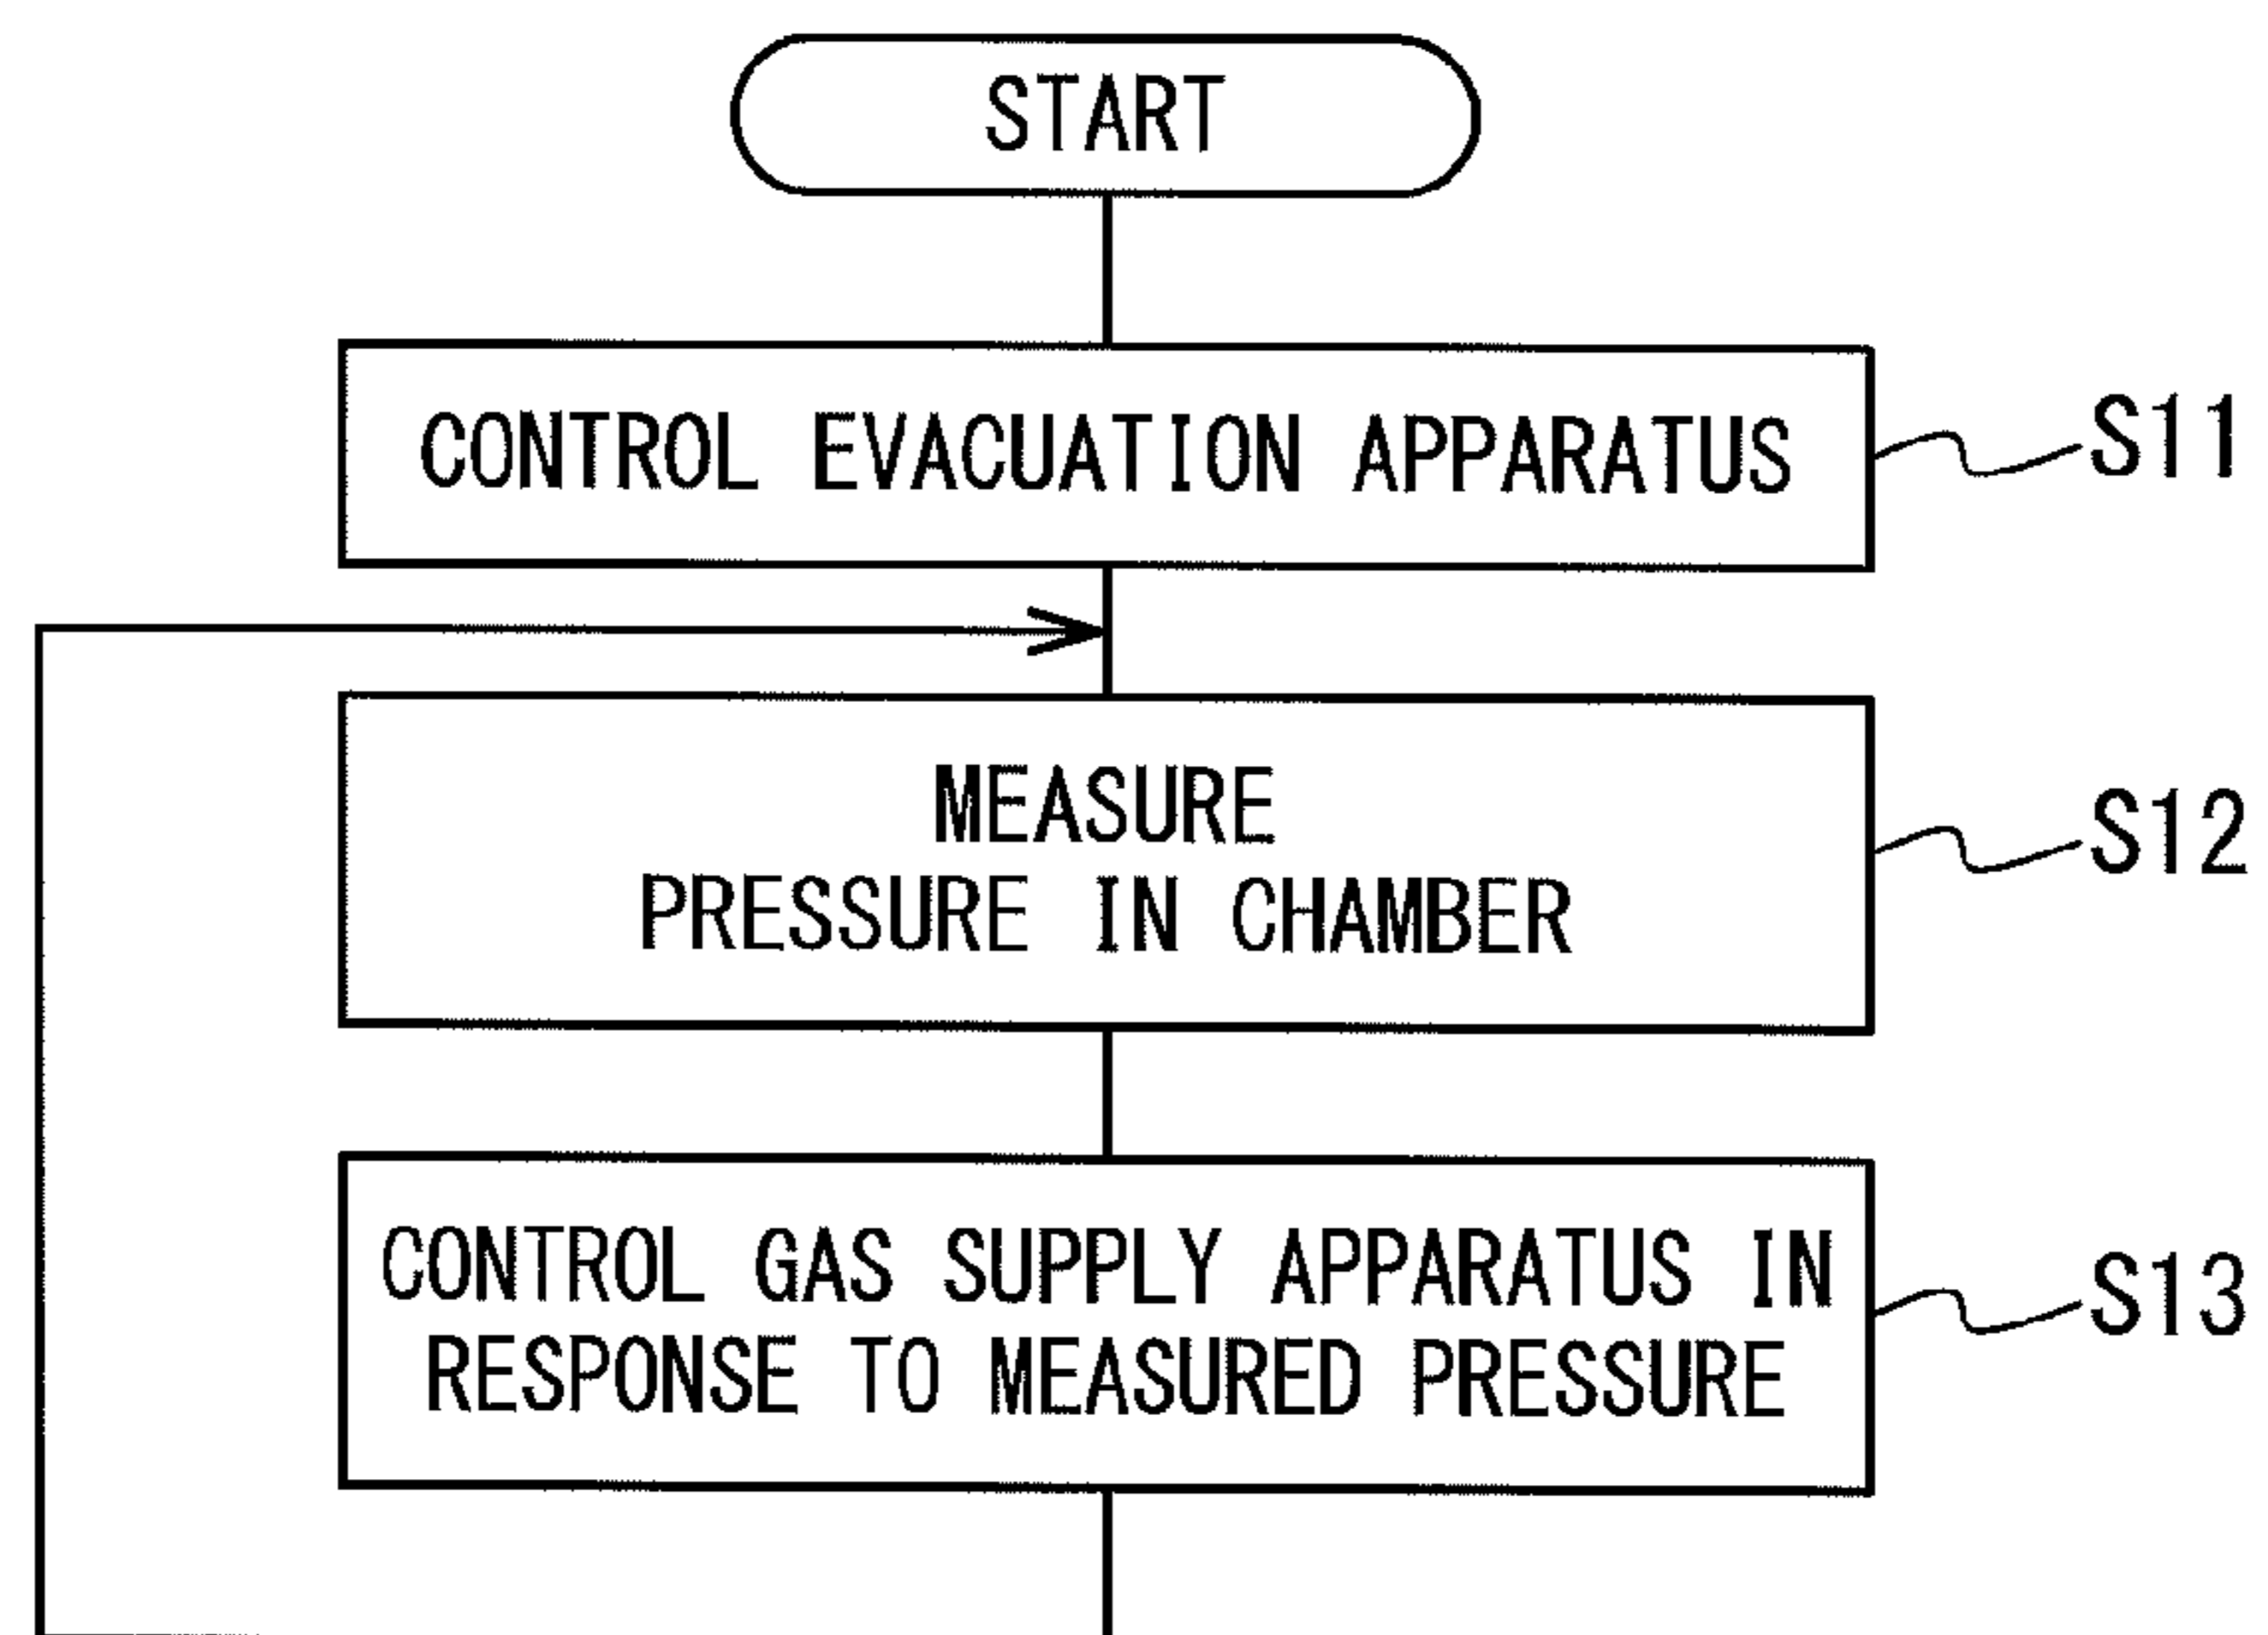 START
CONTROL EVACUATION APPARATUS
S11
MEASURE
PRESSURE IN CHAMBER
S12
CONTROL GAS SUPPLY APPARATUS IN
RESPONSE TO MEASURED PRESSURE
S13